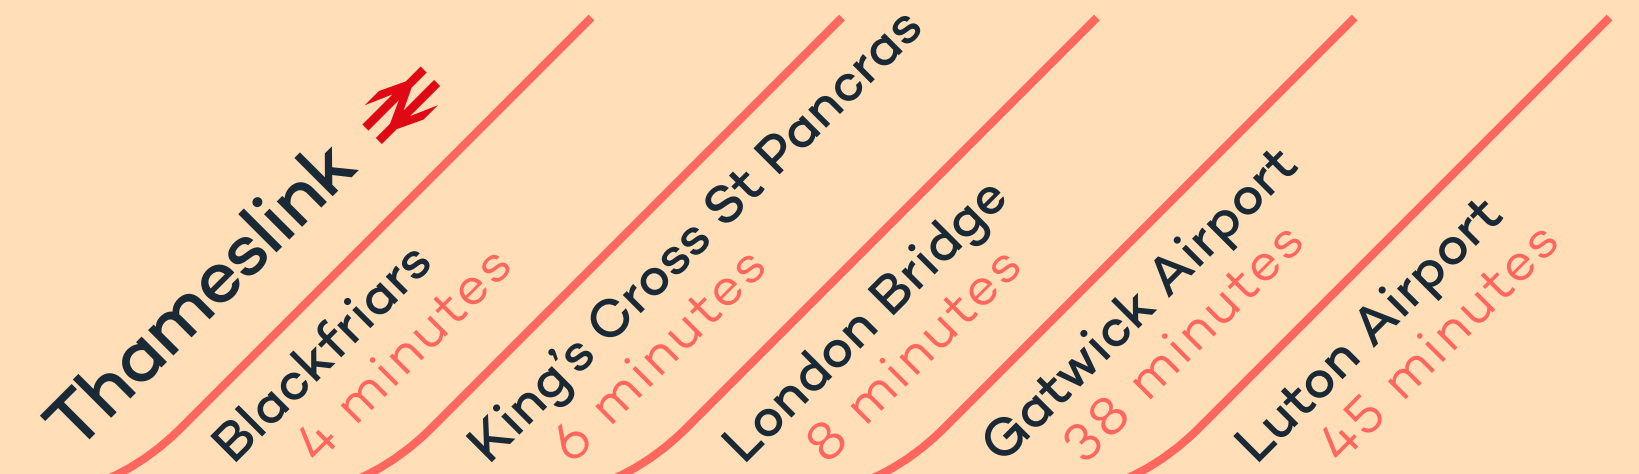 Thameslink
Blackfriars
4 minutes
King’s Cross St Pancras
6 minutes
London Bridge
8 minutes
Gatwick Airport
38 minutes
Luton Airport
45 minutes